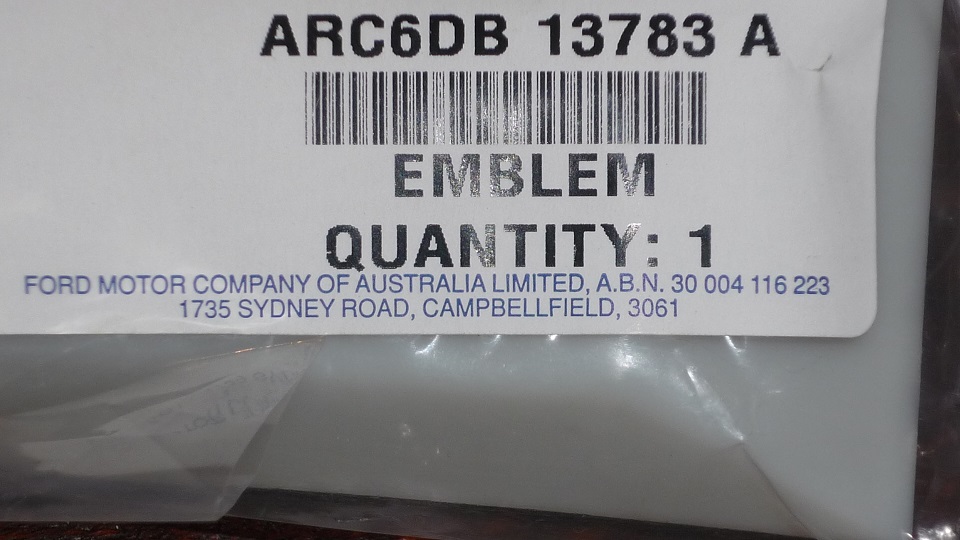 ARC6DB 13783 A
EMBLEM
QUANTITY: 1
FORD MOTOR COMPANY OF AUSTRALIA LIMITED, A.B.N. 30 004 116 223
1735 SYDNEY ROAD, CAMPBELLFIELD, 3061